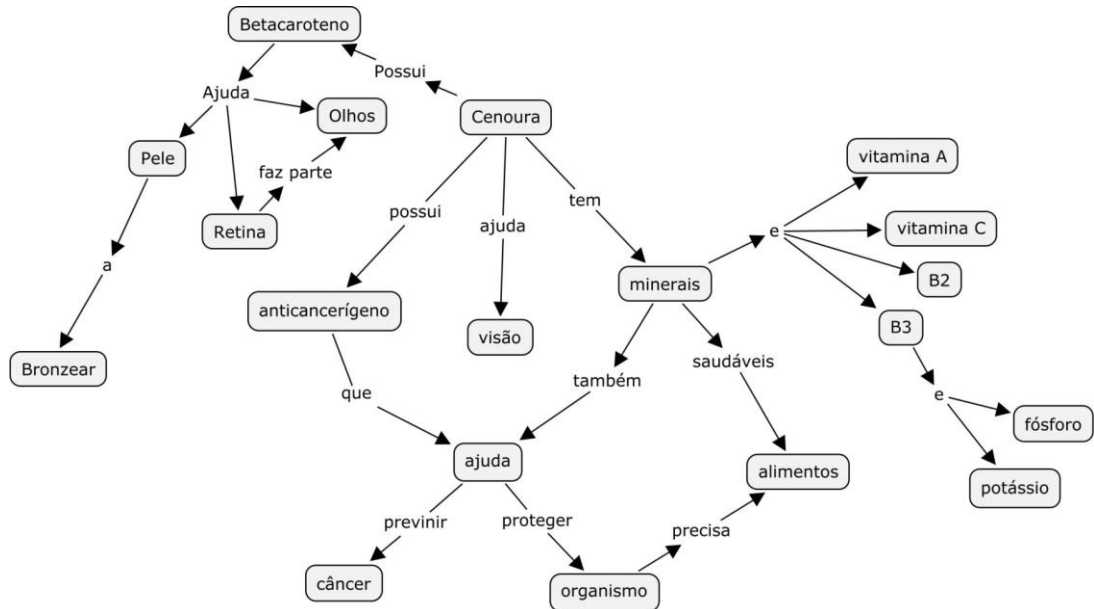 Betacaroteno
Possui
Ajuda
Olhos
Cenoura
Pele
vitamina A
faz parte
possui
tem
ajuda
Retina
e
vitamina C
a
B2
minerais
anticancerígeno
B3
visão
Bronzear
saudáveis
também
que
e
fósforo
ajuda
alimentos
potássio
previnir
proteger
precisa
câncer
organismo